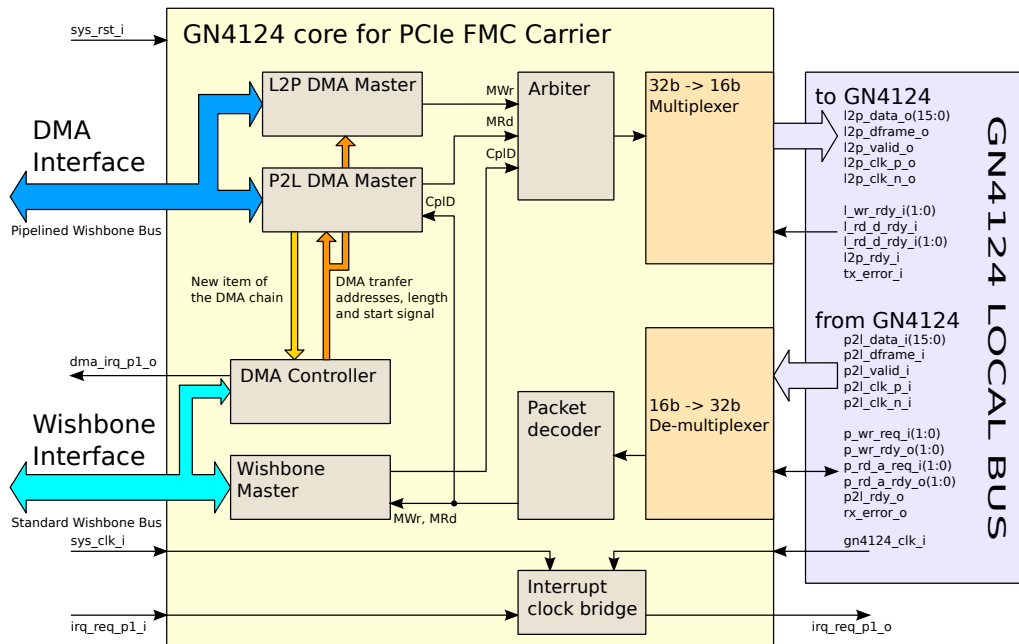 sys_rst_i
GN4124 core for PCIe FMC Carrier
L2P DMA Master
MWr
Arbiter
32b -> 16b
Multiplexer
to GN4124
l2p_data_o(15:0)
l2p_dframe_o
l2p_valid_o
l2p_clk_p_o
l2p_clk_n_o
MRd
CplD
DMA
Interface
P2L DMA Master
CplD
Pipelined Wishbone Bus
l_wr_rdy_i(1:0)
l_rd_d_rdy_i
l_rd_d_rdy_i(1:0)
l2p_rdy_i
tx_error_i
New item of
the DMA chain
DMA tranfer
addresses, length
and start signal
GN4124 LOCAL BUS
from GN4124
p2l_data_i(15:0)
p2l_dframe_i
p2l_valid_i
p2l_clk_p_i
p2l_clk_n_i
dma_irq_p1_o
DMA Controller
Packet
decoder
16b -> 32b
De-multiplexer
Wishbone
Interface
Wishbone
Master
p_wr_req_i(1:0)
p_wr_rdy_o(1:0)
p_rd_a_req_i(1:0)
p_rd_a_rdy_o(1:0)
p2l_rdy_o
rx_error_o
Standard Wishbone Bus
MWr, MRd
sys_clk_i
gn4124_clk_i
Interrupt
clock bridge
irq_req_p1_i
irq_req_p1_o